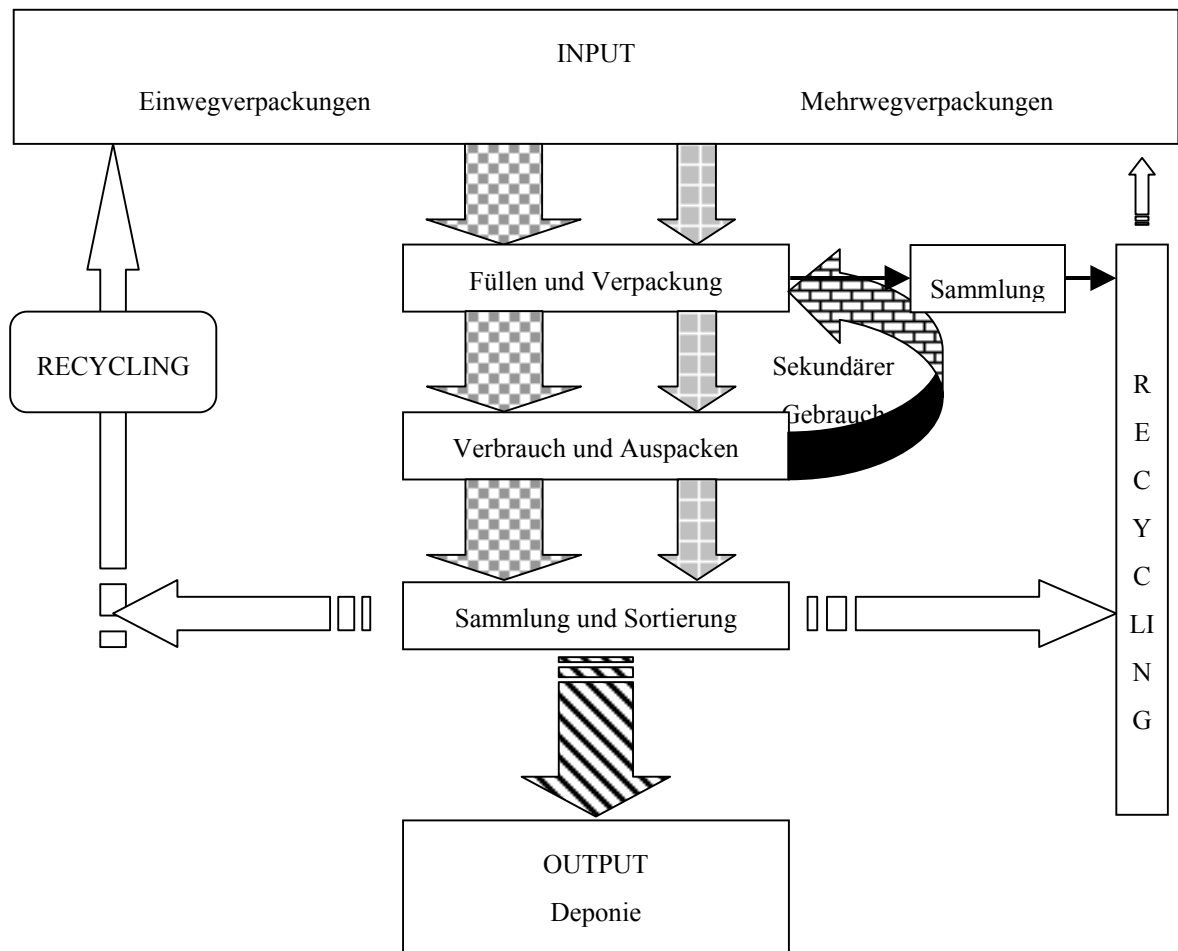 INPUT
Einwegverpackungen Mehrwegverpackungen
Füllen und Verpackung
Sammlung
RECYCLING
Sekundärer
Gebrauch
Verbrauch und Auspacken
R
E
C
Y
C
LI
N
G
Sammlung und Sortierung
OUTPUT
Deponie